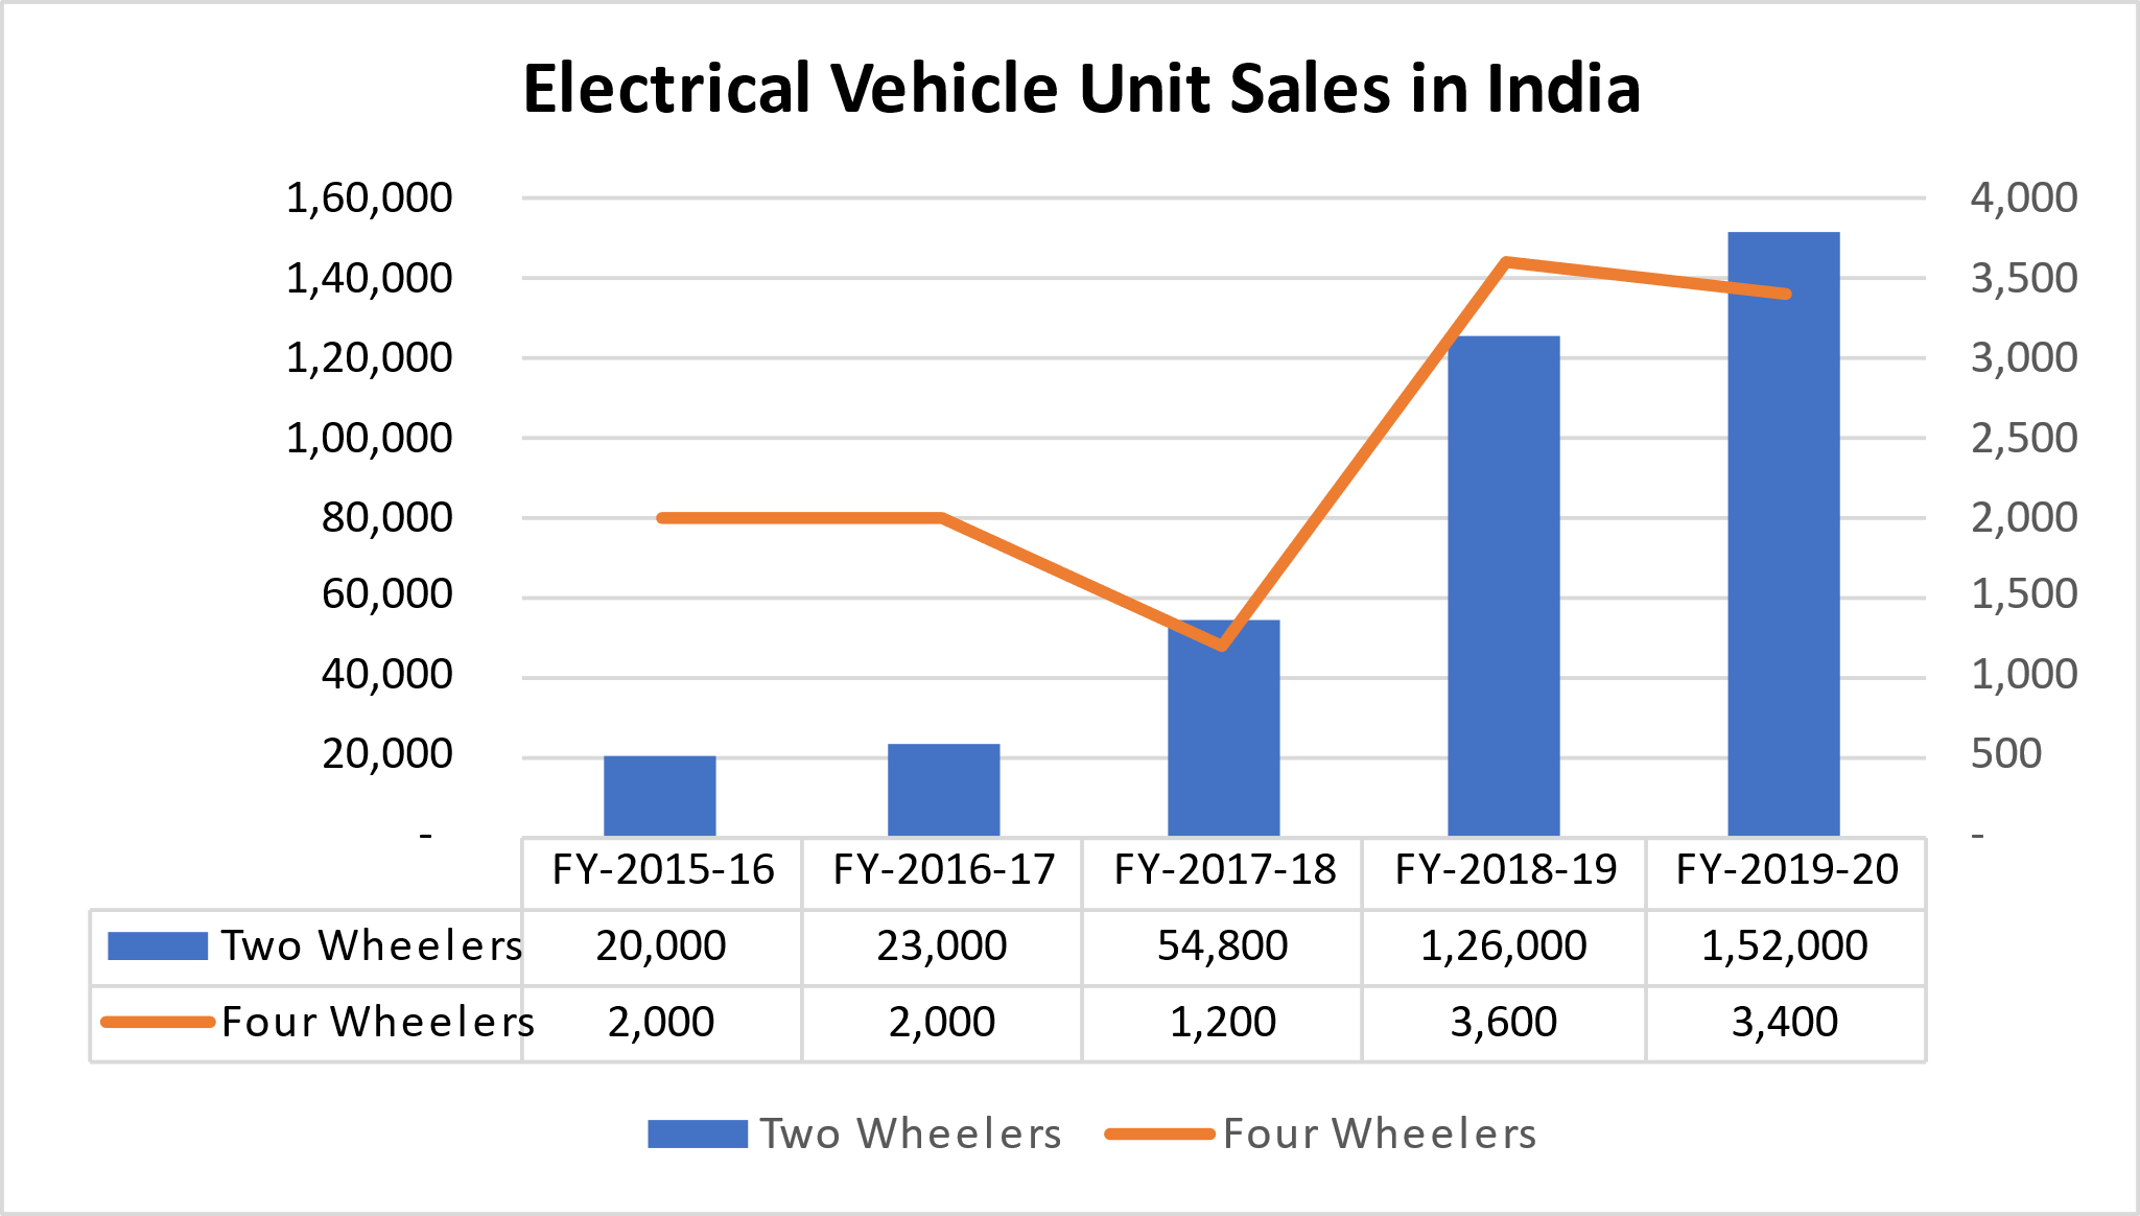 Electrical Vehicle Unit Sales in India
1,60,000 4,000
1,40,000 3,500
1,20,000 3,000
1,00,000 2,500
80,000 2,000
60,000 1,500
40,000 1,000
20,000 500
- -
FY-2015-16 FY-2016-17 FY-2017-18 FY-2018-19 FY-2019-20
Two Wheelers 20,000 23,000 54,800 1,26,000 1,52,000
Four Wheelers 2,000 2,000 1,200 3,600 3,400
Two Wheelers Four Wheelers